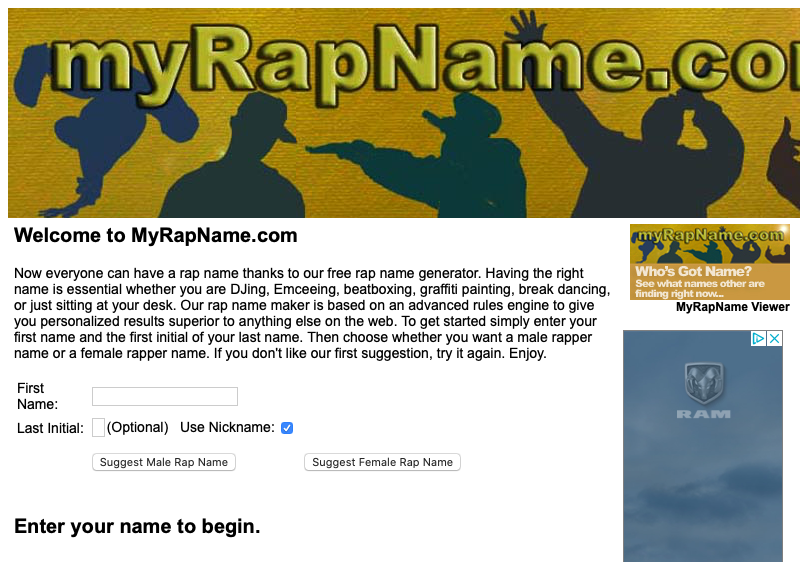 myRapName.co
Welcome to MyRapName.com
Now everyone can have a rap name thanks to our free rap name generator. Having the right
name is essential whether you are DJing, Emceeing, beatboxing, graffiti painting, break dancing,
or just sitting at your desk. Our rap name maker is based on an advanced rules engine to give
you personalized results superior to anything else on the web. To get started simply enter your
first name and the first initial of your last name. Then choose whether you want a male rapper
name or a female rapper name. If you don't like our first suggestion, try it again. Enjoy.
First
Name:
Last Initial: (Optional) Use Nickname:
Suggest Male Rap Name Suggest Female Rap Name
Enter your name to begin.
myRapName.com
Who's Got Name?
See what names other are
finding right now...
MyRapName Viewer
RAM